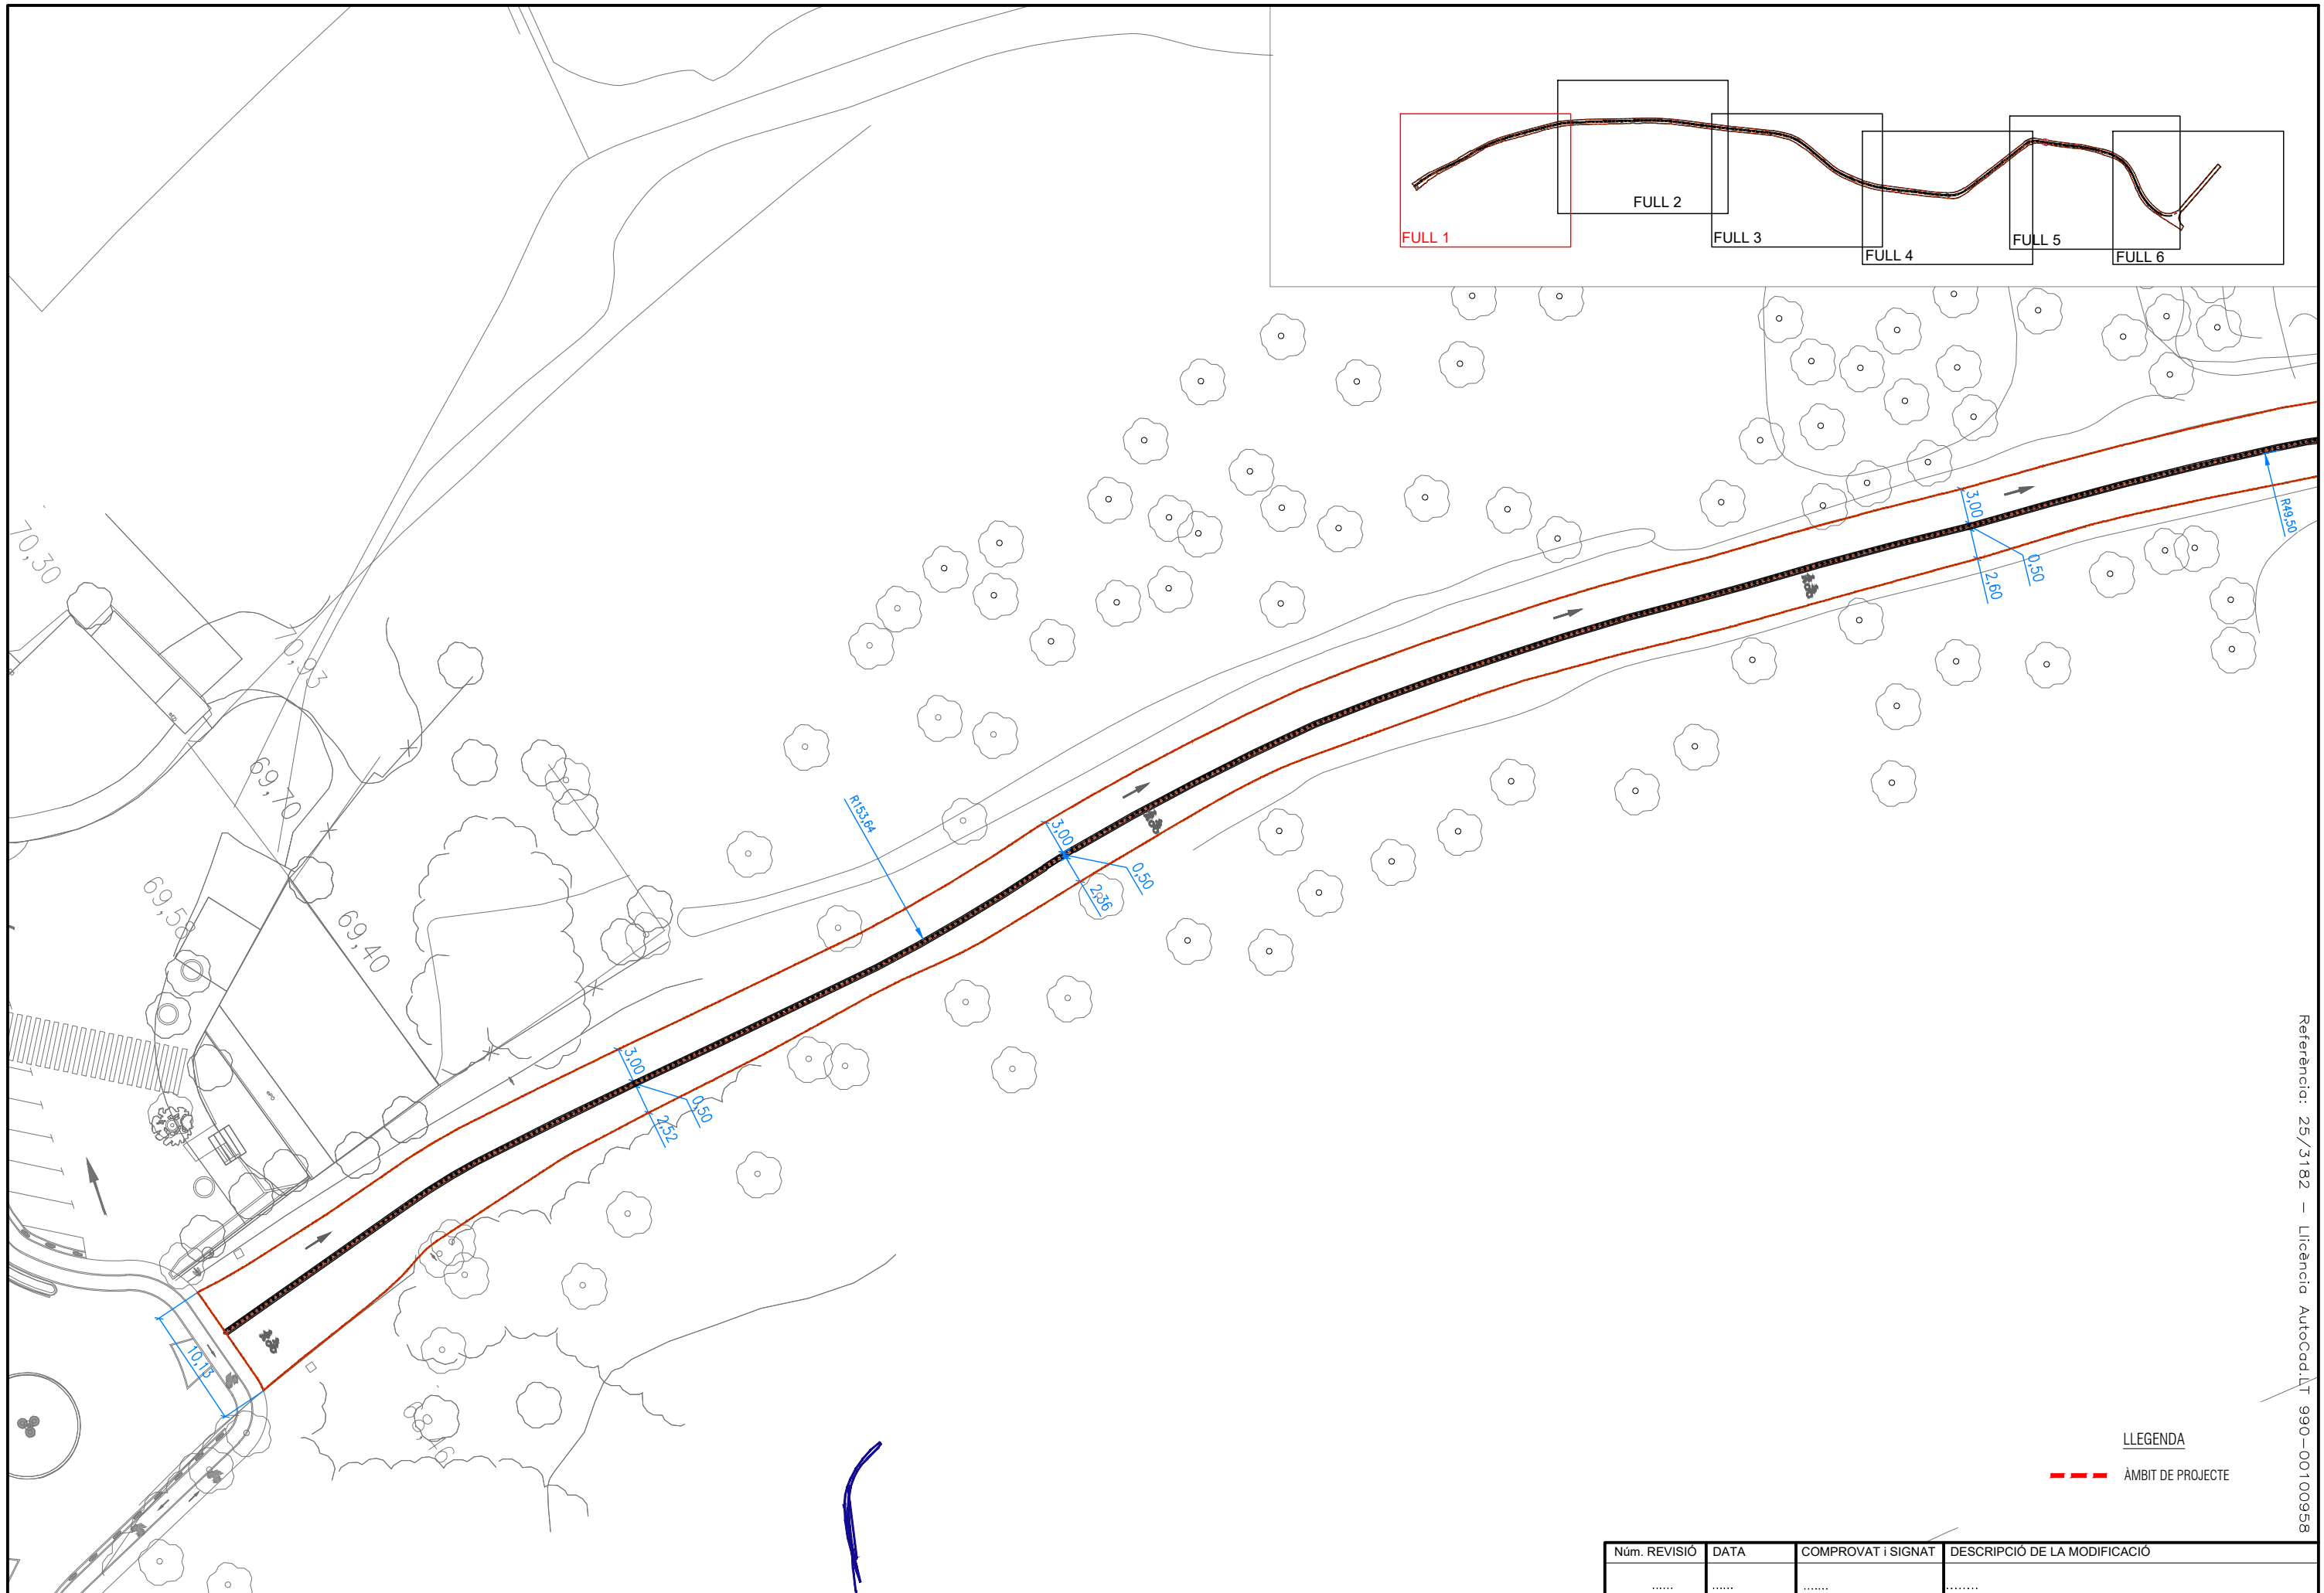 FULL 1
FULL 2
FULL 3
FULL 4
FULL 5
FULL 6
70,30
70,93
69,70
69,40
3,00
0,50
2,60
R49,50
R153,64
3,00
0,50
2,36
3,00
0,50
2,52
10,13
Referència: 25/3182 - Llicència AutoCad.LT 990-00100958
LLEGENDA
ÀMBIT DE PROJECTE
Núm. REVISIÓ DATA COMPROVAT i SIGNAT DESCRIPCIÓ DE LA MODIFICACIÓ
...... ...... ....... ........